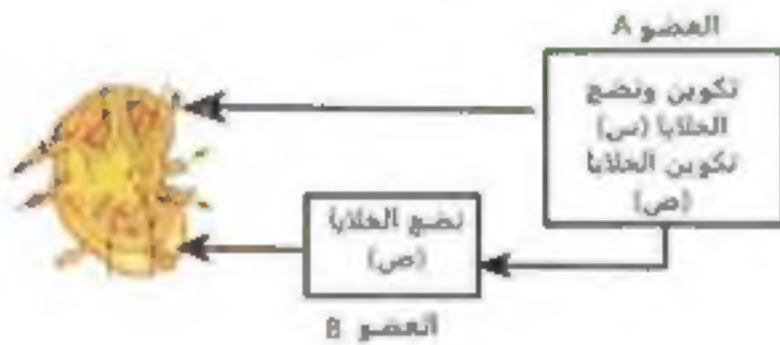 العضو A
تكوين ونضج
الخلايا (س)
تكوين الخلايا
(ص)
نضج الخلايا
(ص)
العضو B